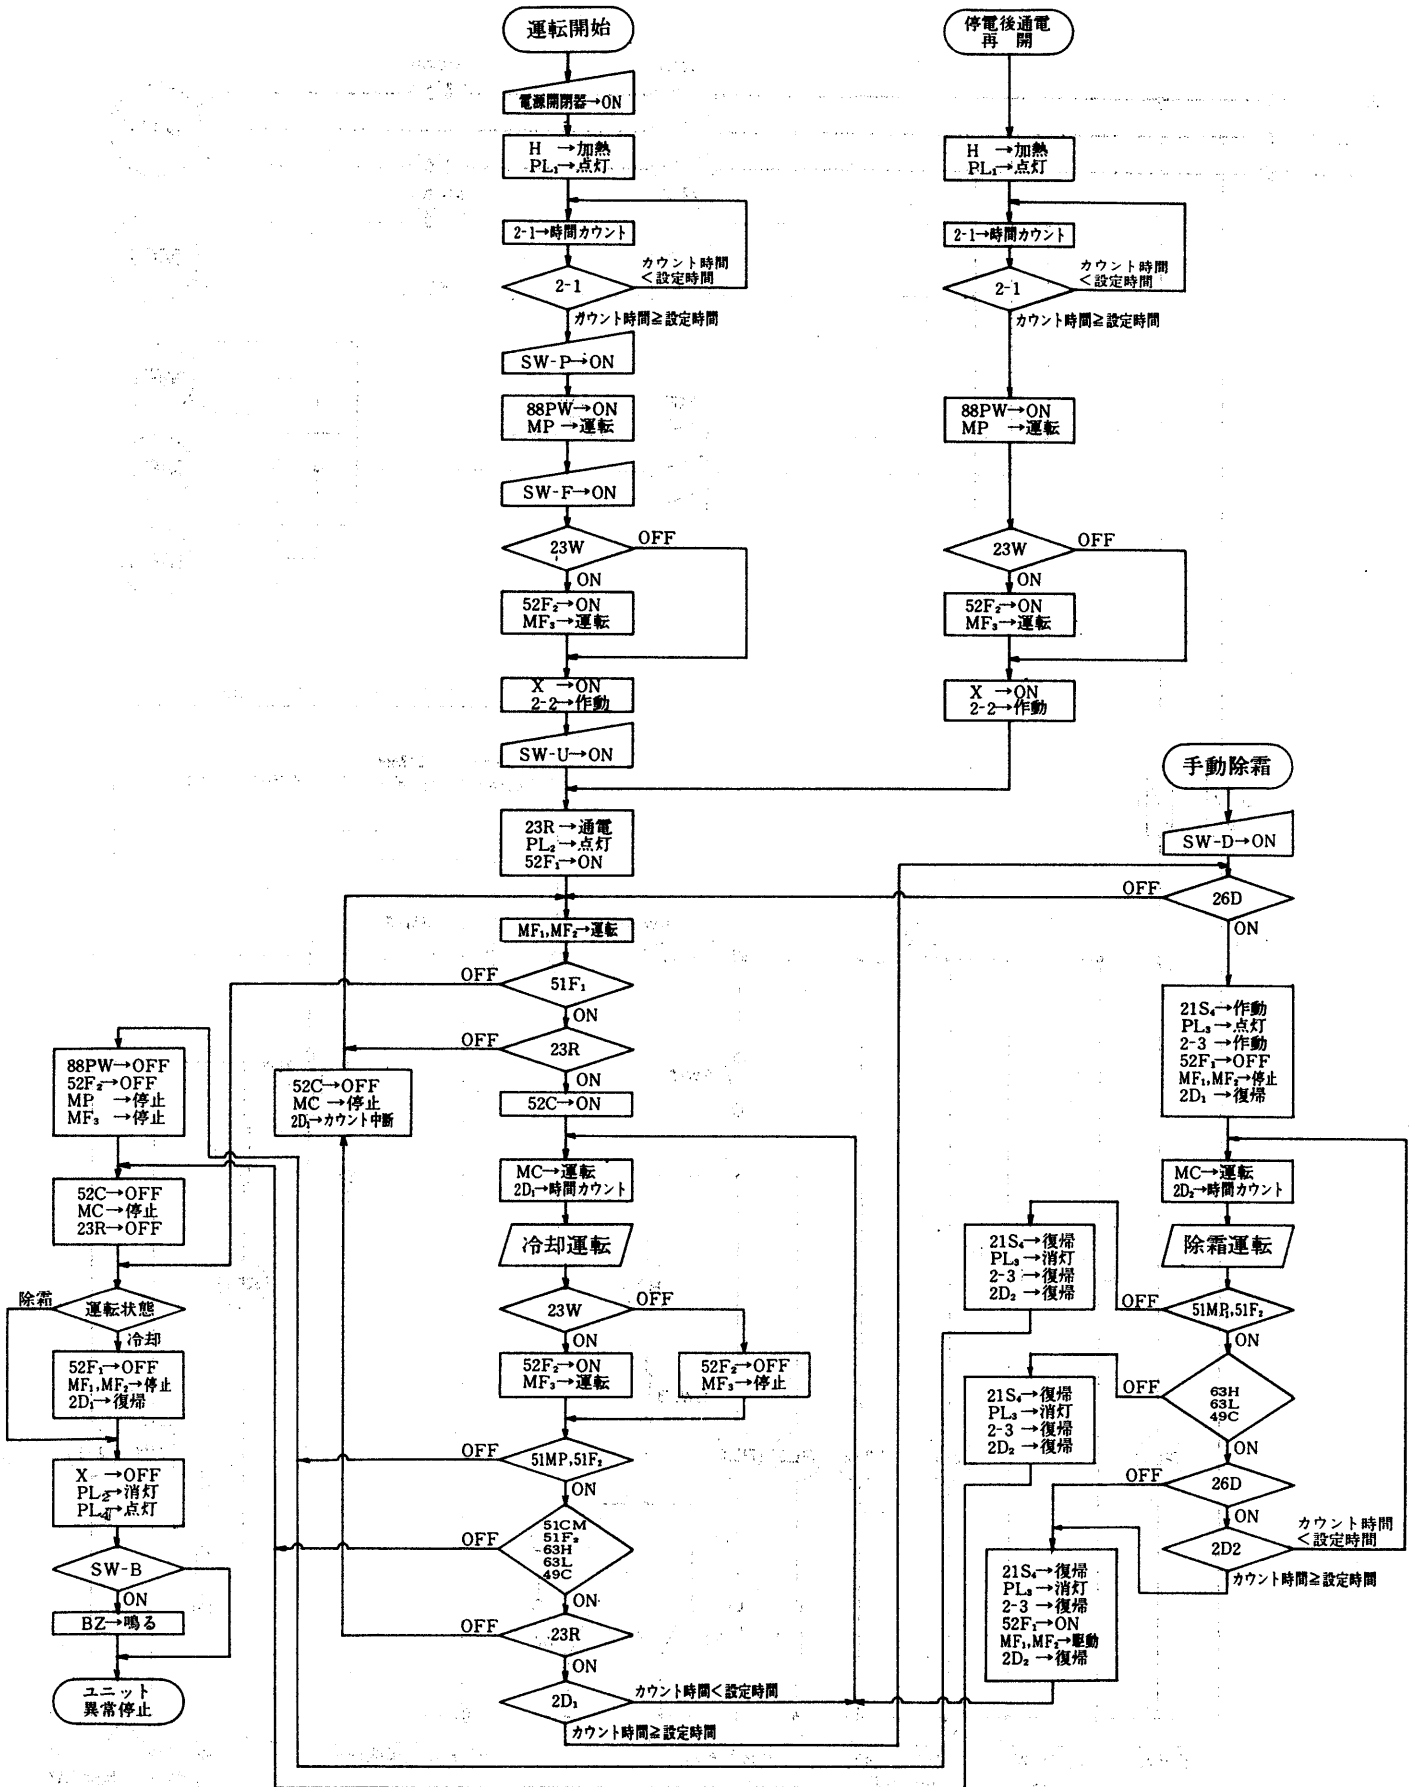 運転開始
電源開閉器→ON
H →加熱
PL₁→点灯
2-1→時間カウント
カウント時間
<設定時間
2-1
カウント時間≧設定時間
SW-P→ON
88PW→ON
MP →運転
SW-F→ON
23W
OFF
ON
52F₂→ON
MF₃→運転
X →ON
2-2→作動
SW-U→ON
23R→通電
PL₂→点灯
52F₁→ON
MF₁,MF₂→運転
OFF
51F₁
ON
OFF
23R
ON
52C→ON
MC→運転
2D₁→時間カウント
冷却運転
23W
OFF
ON
52F₂→ON
MF₃→運転
52F₂→OFF
MF₃→停止
OFF
51MP,51F₂
ON
OFF
51CM
51F₂
63H
63L
49C
ON
OFF
23R
ON
2D₁
カウント時間<設定時間
カウント時間≧設定時間
52C→OFF
MC →停止
2D₁→カウント中断
88PW→OFF
52F₂→OFF
MP →停止
MF₃ →停止
52C→OFF
MC→停止
23R→OFF
除霜
運転状態
冷却
52F₁→OFF
MF₁,MF₂→停止
2D₁→復帰
X →OFF
PL₂→消灯
PL₄→点灯
SW-B
ON
BZ→鳴る
ユニット
異常停止
停電後通電
再 開
H →加熱
PL₁→点灯
2-1→時間カウント
カウント時間
<設定時間
2-1
カウント時間≧設定時間
88PW→ON
MP →運転
23W
OFF
ON
52F₂→ON
MF₃→運転
X →ON
2-2→作動
手動除霜
SW-D→ON
OFF
26D
ON
21S₄→作動
PL₃→点灯
2-3 →作動
52F₁→OFF
MF₁,MF₂→停止
2D₁ →復帰
MC→運転
2D₂→時間カウント
除霜運転
OFF
51MP,51F₂
ON
21S₄→復帰
PL₃→消灯
2-3 →復帰
2D₂ →復帰
OFF
63H
63L
49C
ON
21S₄→復帰
PL₃→消灯
2-3 →復帰
2D₂ →復帰
OFF
26D
ON
カウント時間
<設定時間
2D2
カウント時間≧設定時間
21S₄→復帰
PL₃→消灯
2-3 →復帰
52F₁→ON
MF₁,MF₂→駆動
2D₂ →復帰